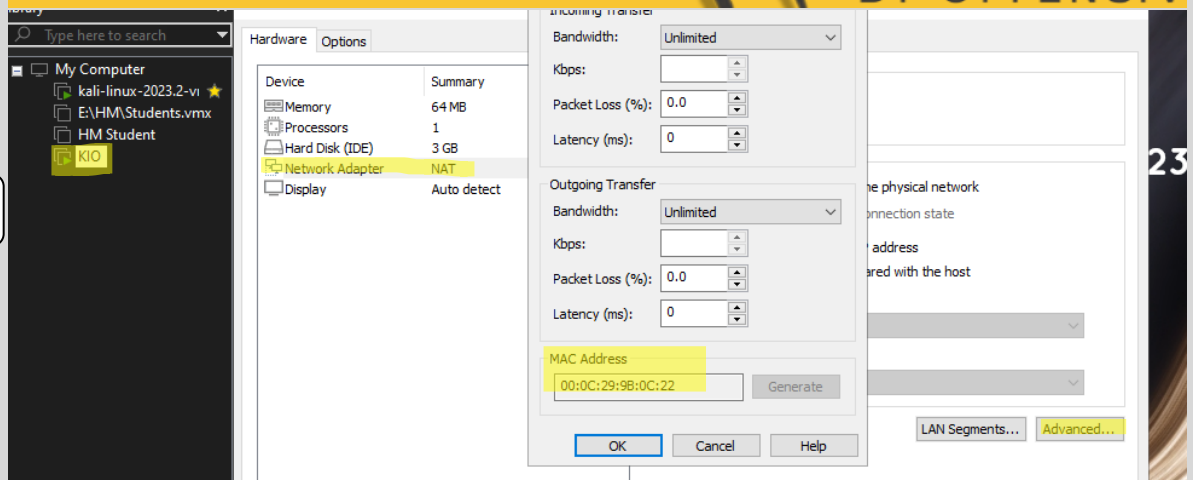 Type here to search
My Computer
kali-linux-2023.2-vi
E:\HM\Students.vmx
HM Student
KIO
Hardware Options
Device Summary
Memory 64 MB
Processors 1
Hard Disk (IDE) 3 GB
Network Adapter NAT
Display Auto detect
Incoming Transfer
Bandwidth: Unlimited
Kbps:
Packet Loss (%): 0.0
Latency (ms): 0
Outgoing Transfer
Bandwidth: Unlimited
Kbps:
Packet Loss (%): 0.0
Latency (ms): 0
MAC Address
00:0C:29:9B:0C:22 Generate
OK Cancel Help
physical network
state
address
with the host
LAN Segments... Advanced...
23